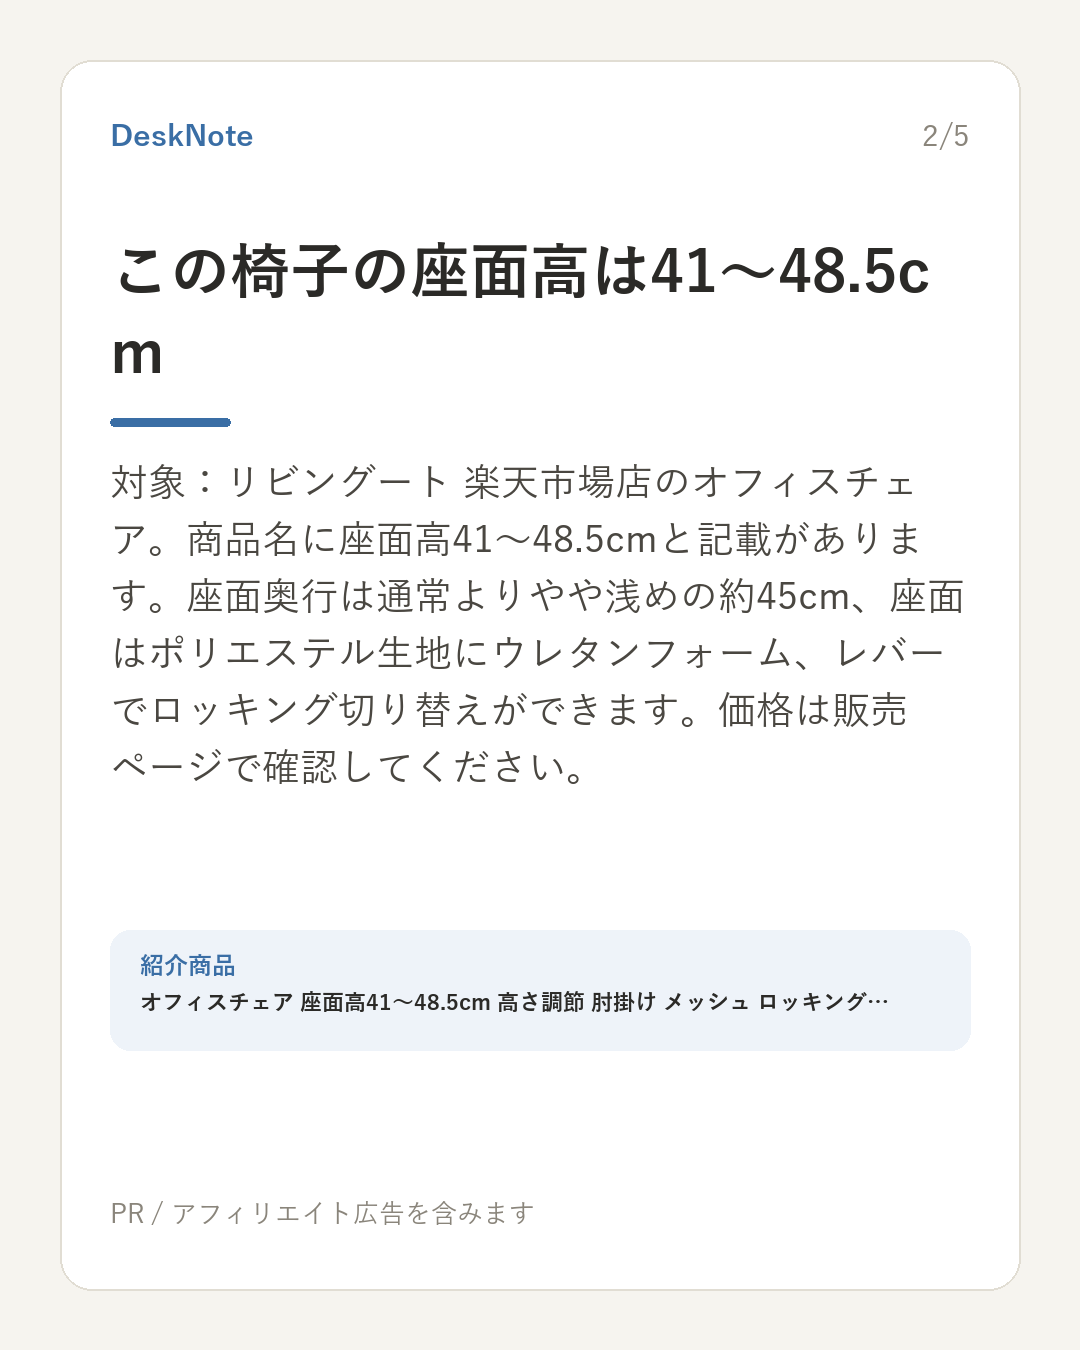 DeskNote
2/5
この椅子の座面高は41〜48.5c
m
対象：リビングート 楽天市場店のオフィスチェ
ア。商品名に座面高41〜48.5cmと記載がありま
す。座面奥行は通常よりやや浅めの約45cm、座面
はポリエステル生地にウレタンフォーム、レバー
でロッキング切り替えができます。価格は販売
ページで確認してください。
紹介商品
オフィスチェア 座面高41〜48.5cm 高さ調節 肘掛け メッシュ ロッキング…
PR / アフィリエイト広告を含みます